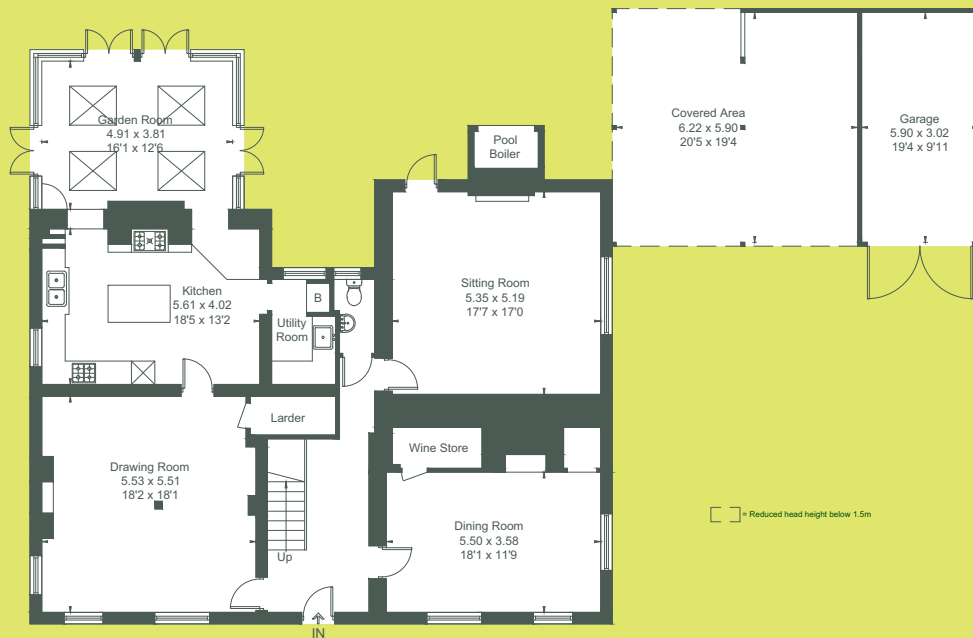 Garden Room
4.91 x 3.81
16'1 x 12'6
Pool
Boiler
Covered Area
6.22 x 5.90
20'5 x 19'4
Garage
5.90 x 3.02
19'4 x 9'11
Kitchen
5.61 x 4.02
18'5 x 13'2
B
Utility
Room
Sitting Room
5.35 x 5.19
17'7 x 17'0
Larder
Wine Store
Drawing Room
5.53 x 5.51
18'2 x 18'1
Dining Room
5.50 x 3.58
18'1 x 11'9
= Reduced head height below 1.5m
Up
IN